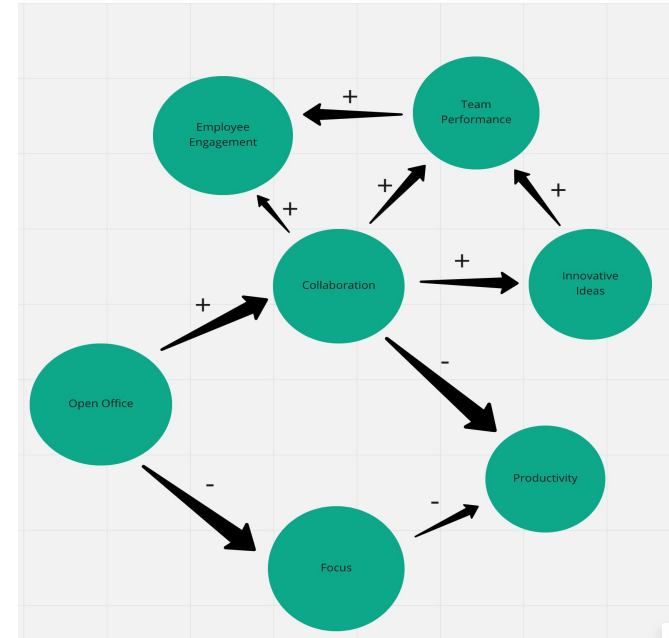 +
Team
Performance
Employee
Engagement
+
+
+
+
Innovative
Ideas
Collaboration
+
-
Open Office
Productivity
-
-
Focus